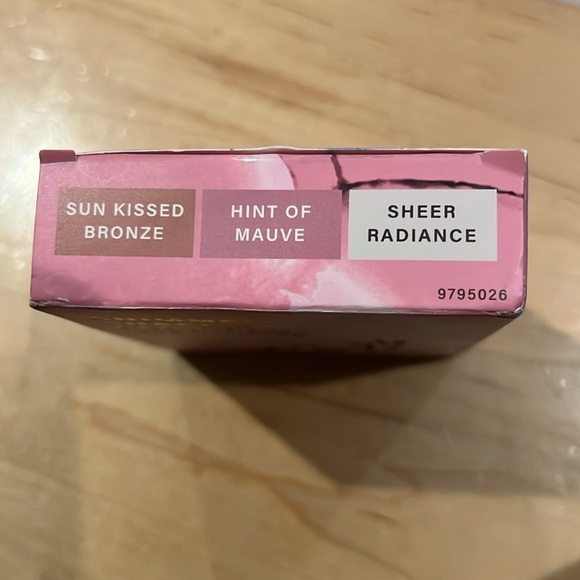 SUN KISSED
BRONZE
HINT OF
MAUVE
SHEER
RADIANCE
9795026